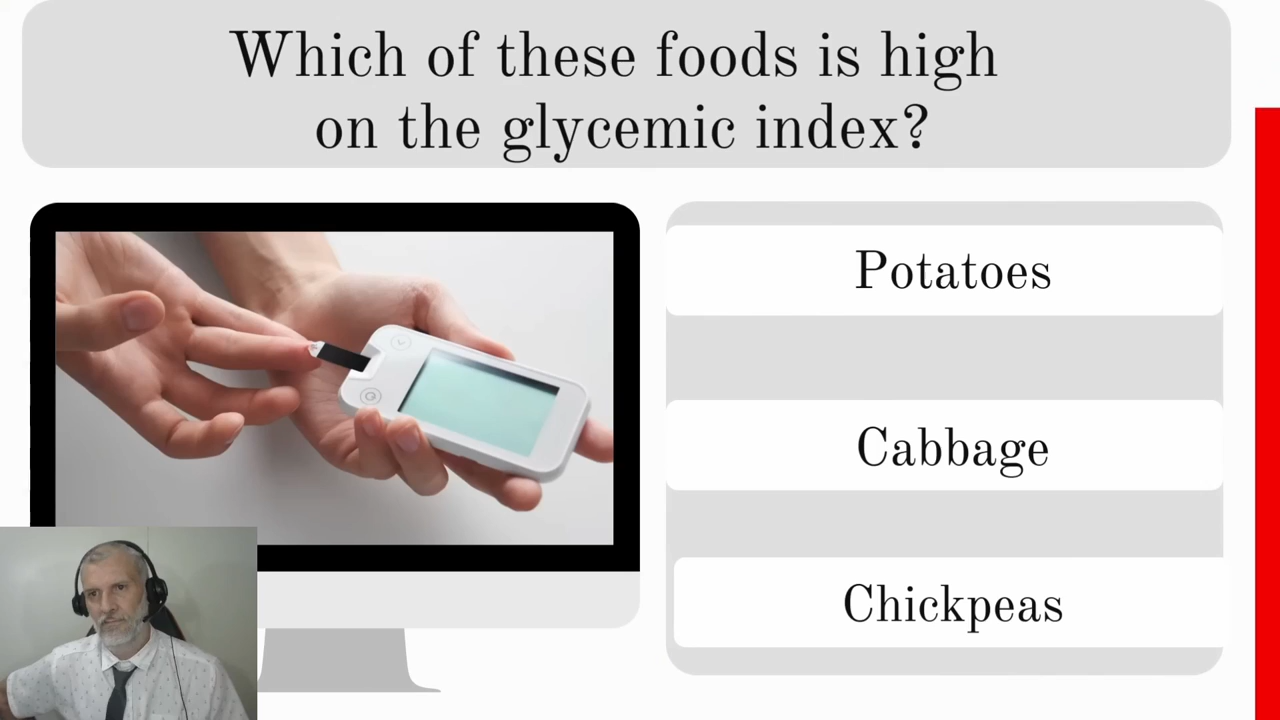 Which of these foods is high
on the glycemic index?
Potatoes
Cabbage
Chickpeas